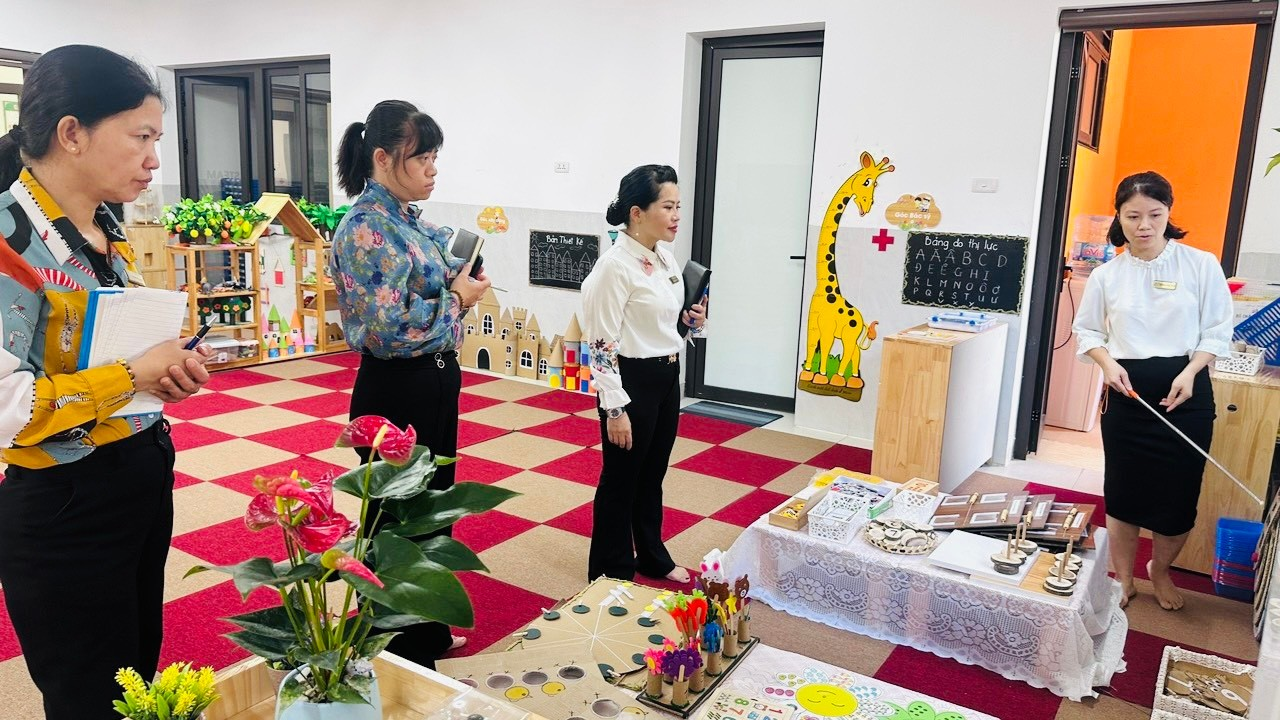 Bản Thiết Kế
Góc Bác sỹ
Bảng đo thị lực
A Ă Â B C D
Đ E Ê G H I
K L M N O Ô Ơ
P Q R S T U Ư